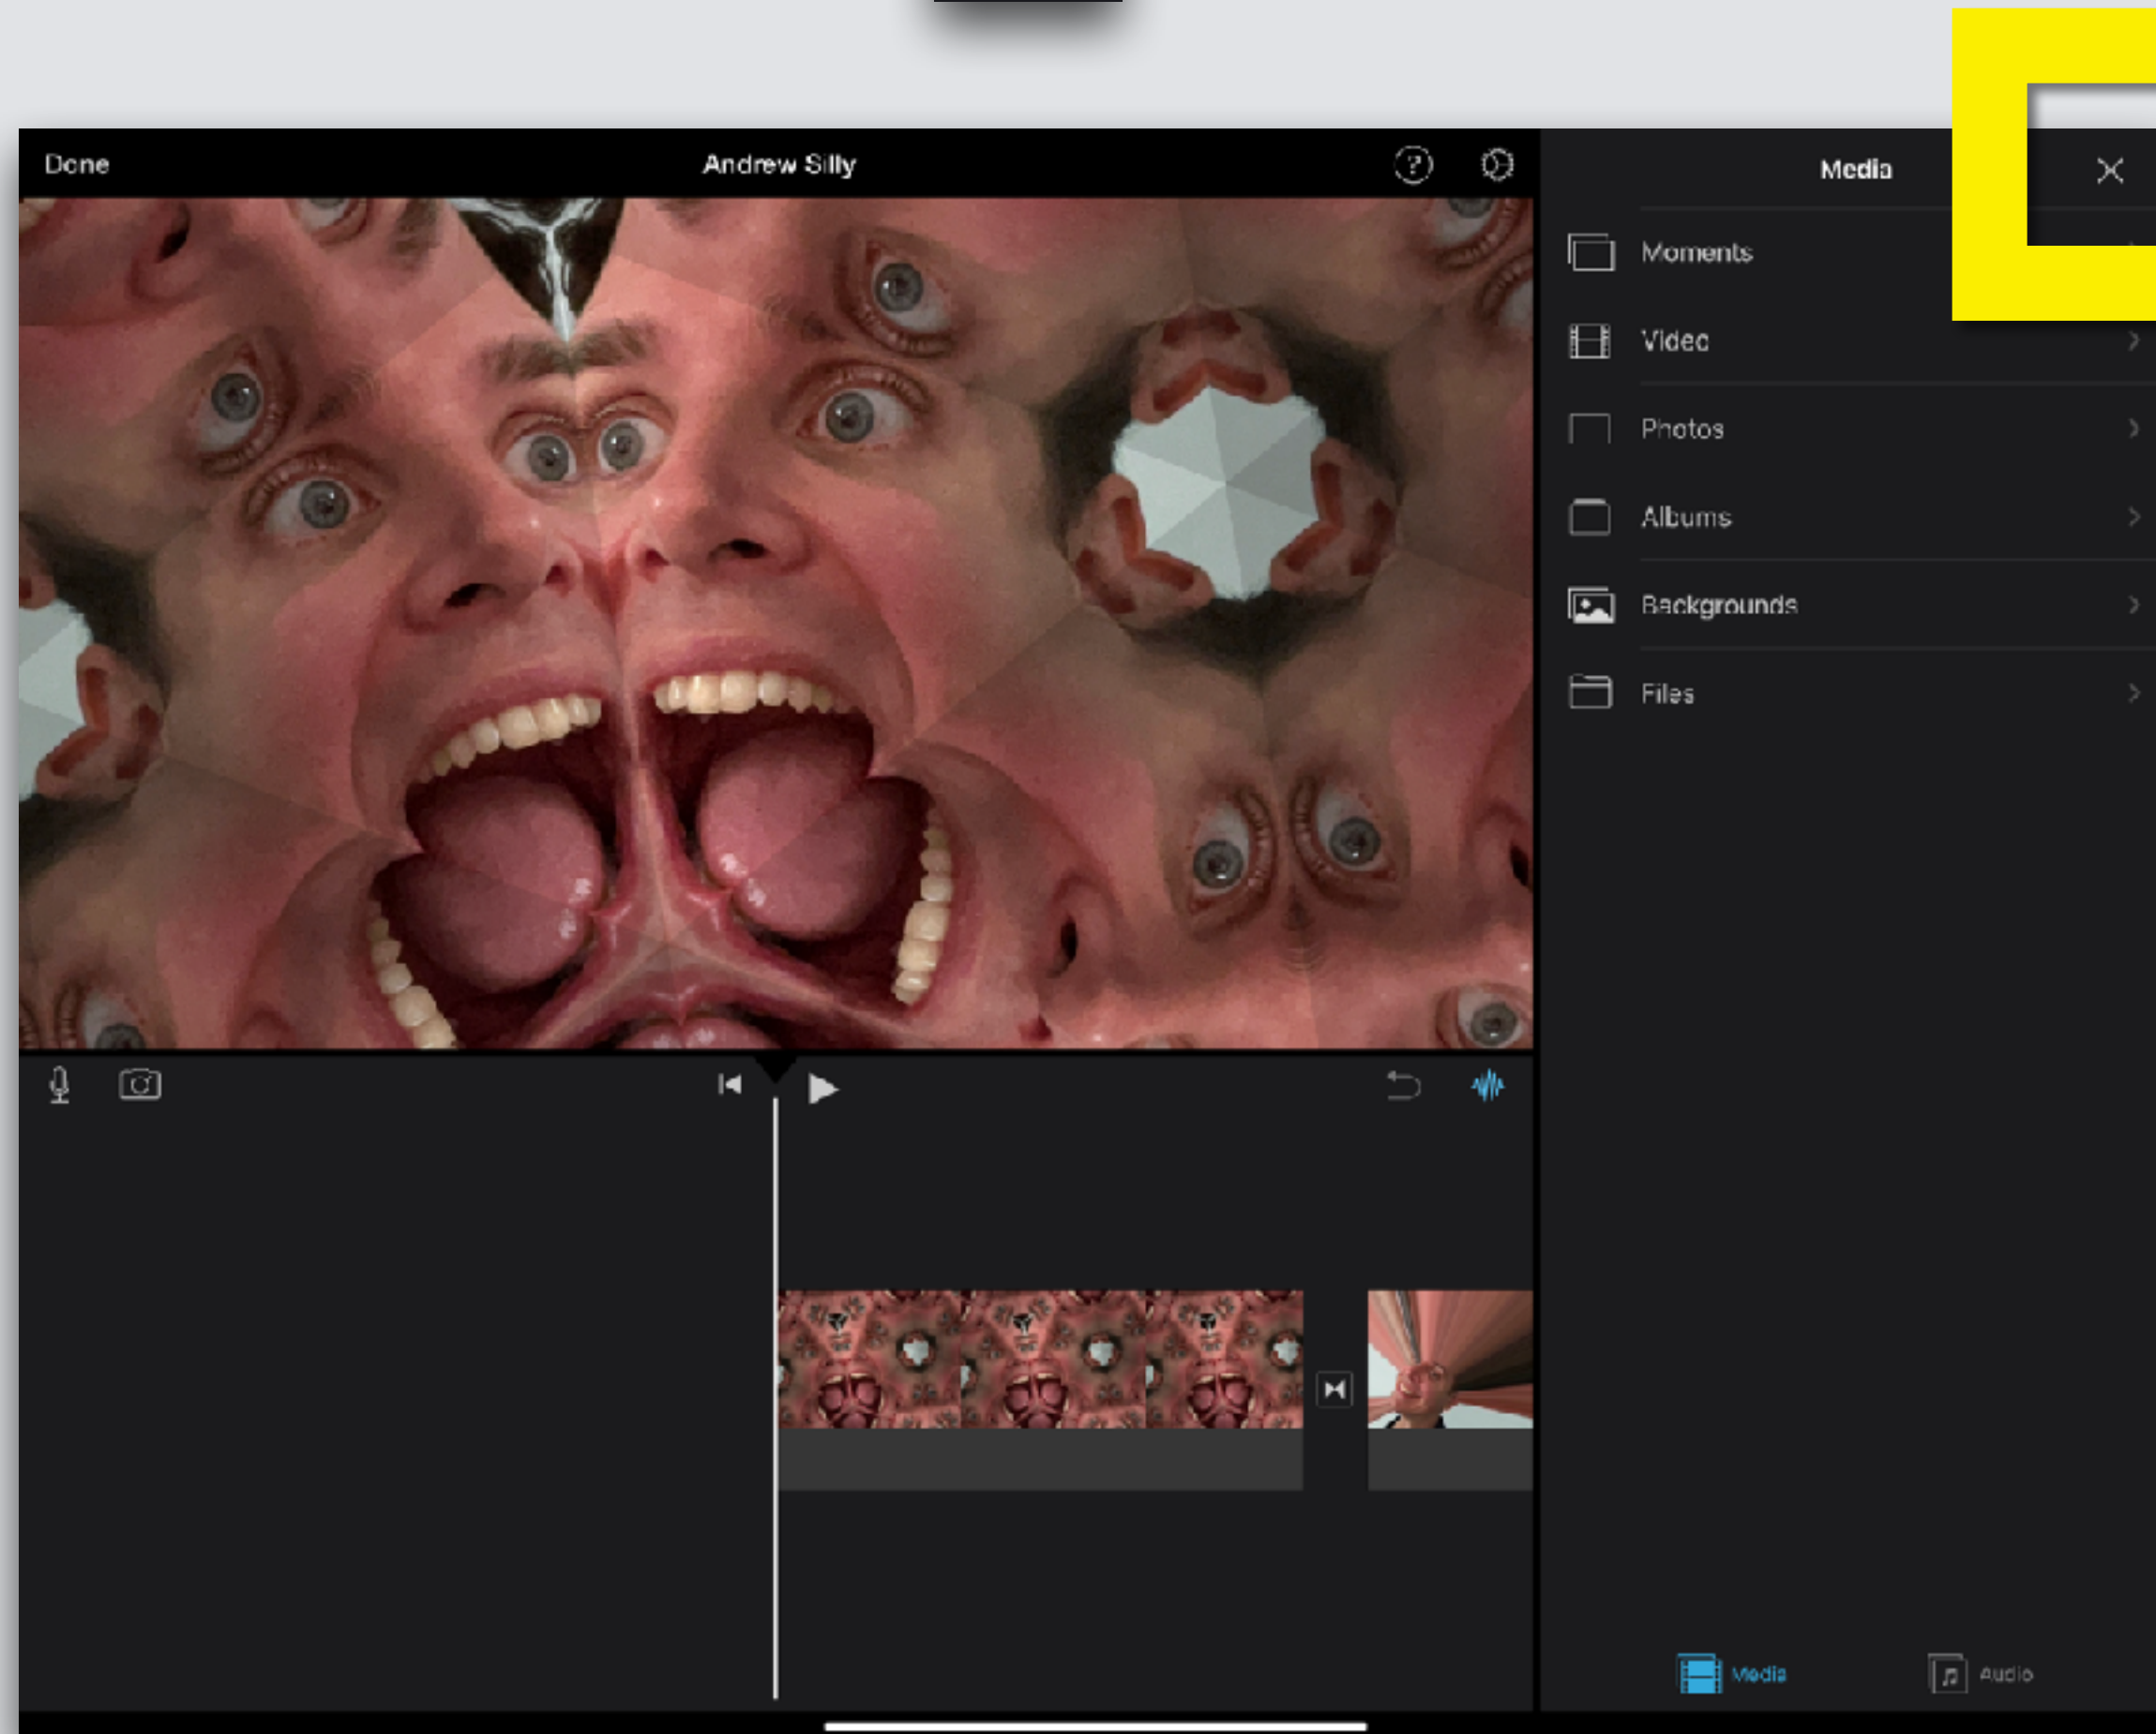 Done
Andrew Silly
Media
Moments
Video
Photos
Albums
Backgrounds
Files
Media
Audio